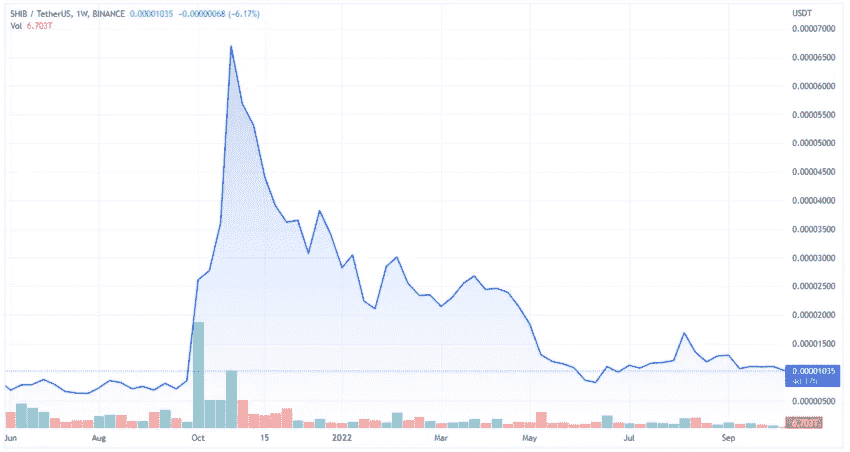 SHIB / TetherUS, 1W, BINANCE 0.00001035 -0.00000068 (-6.17%)
Vol 6.703T
USDT
0.00007000
0.00006500
0.00006000
0.00005500
0.00005000
0.00004500
0.00004000
0.00003500
0.00003000
0.00002500
0.00002000
0.00001500
0.00001035
0.00000500
6.703T
Jun Aug Oct 15 2022 Mar May Jul Sep